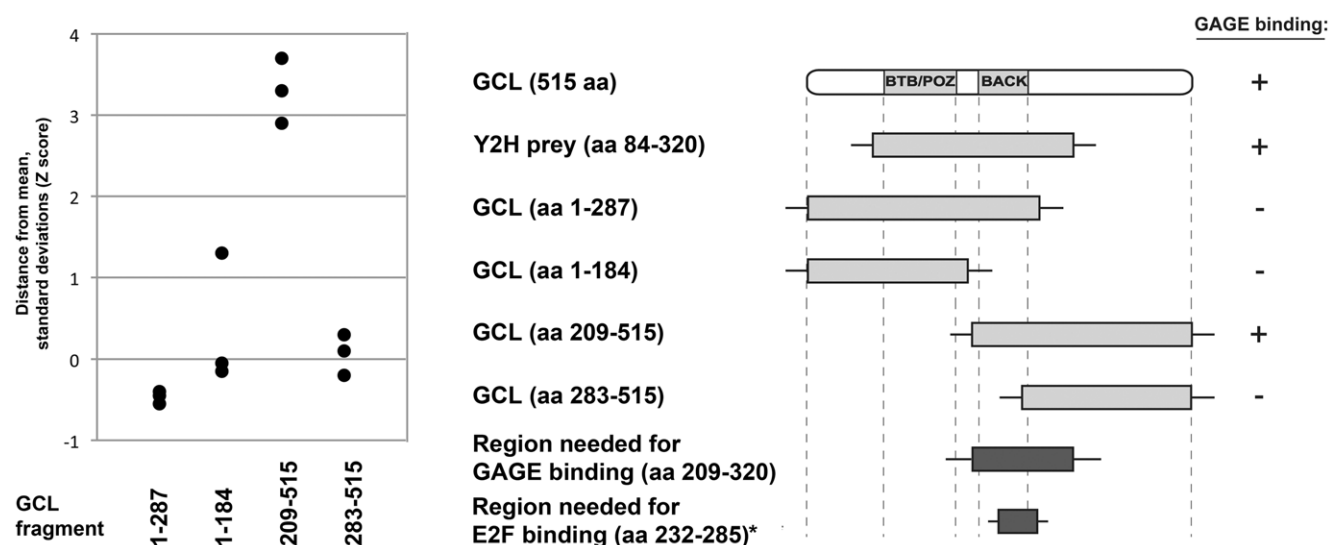 GAGE binding:
4
3
2
1
0
-1
Distance from mean,
standard deviations (Z score)
GCL
fragment
1-287
1-184
209-515
283-515
GCL (515 aa)
BTB/POZ
BACK
+
Y2H prey (aa 84-320)
+
GCL (aa 1-287)
-
GCL (aa 1-184)
-
GCL (aa 209-515)
+
GCL (aa 283-515)
-
Region needed for
GAGE binding (aa 209-320)
Region needed for
E2F binding (aa 232-285)*